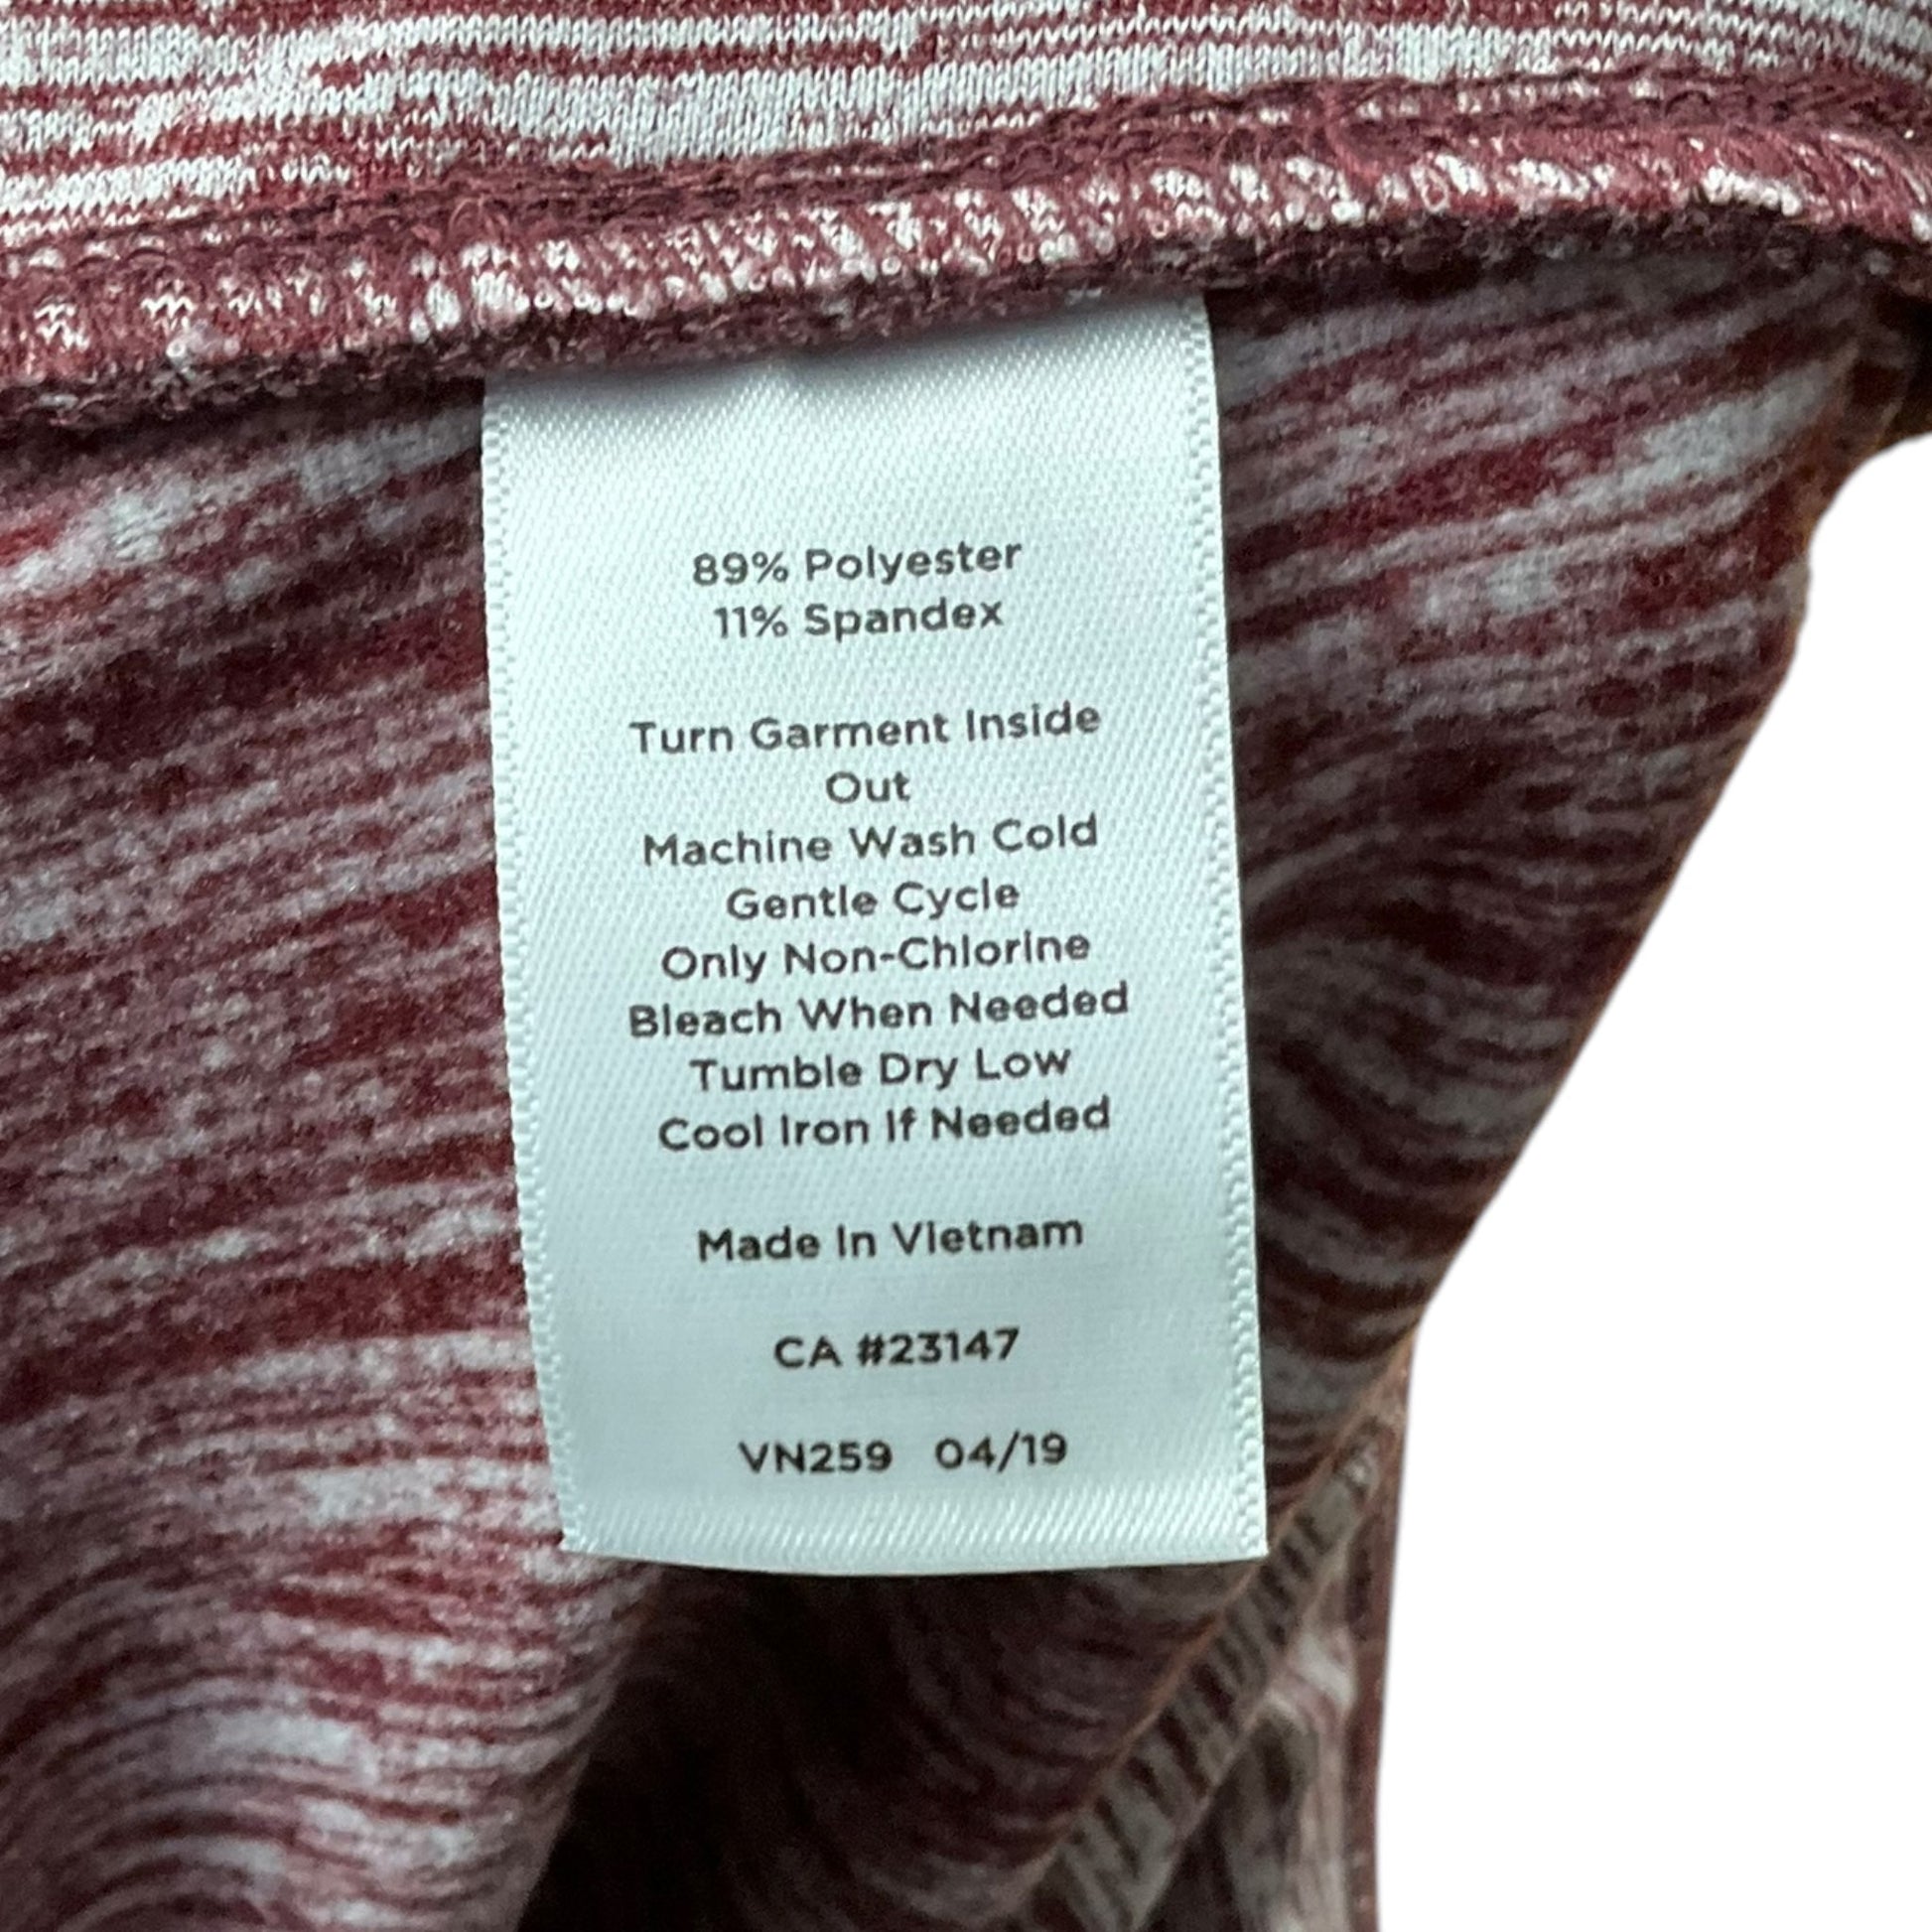 89% Polyester
11% Spandex
Turn Garment Inside
Out
Machine Wash Cold
Gentle Cycle
Only Non-Chlorine
Bleach When Needed
Tumble Dry Low
Cool Iron If Needed
Made In Vietnam
CA #23147
VN259 04/19